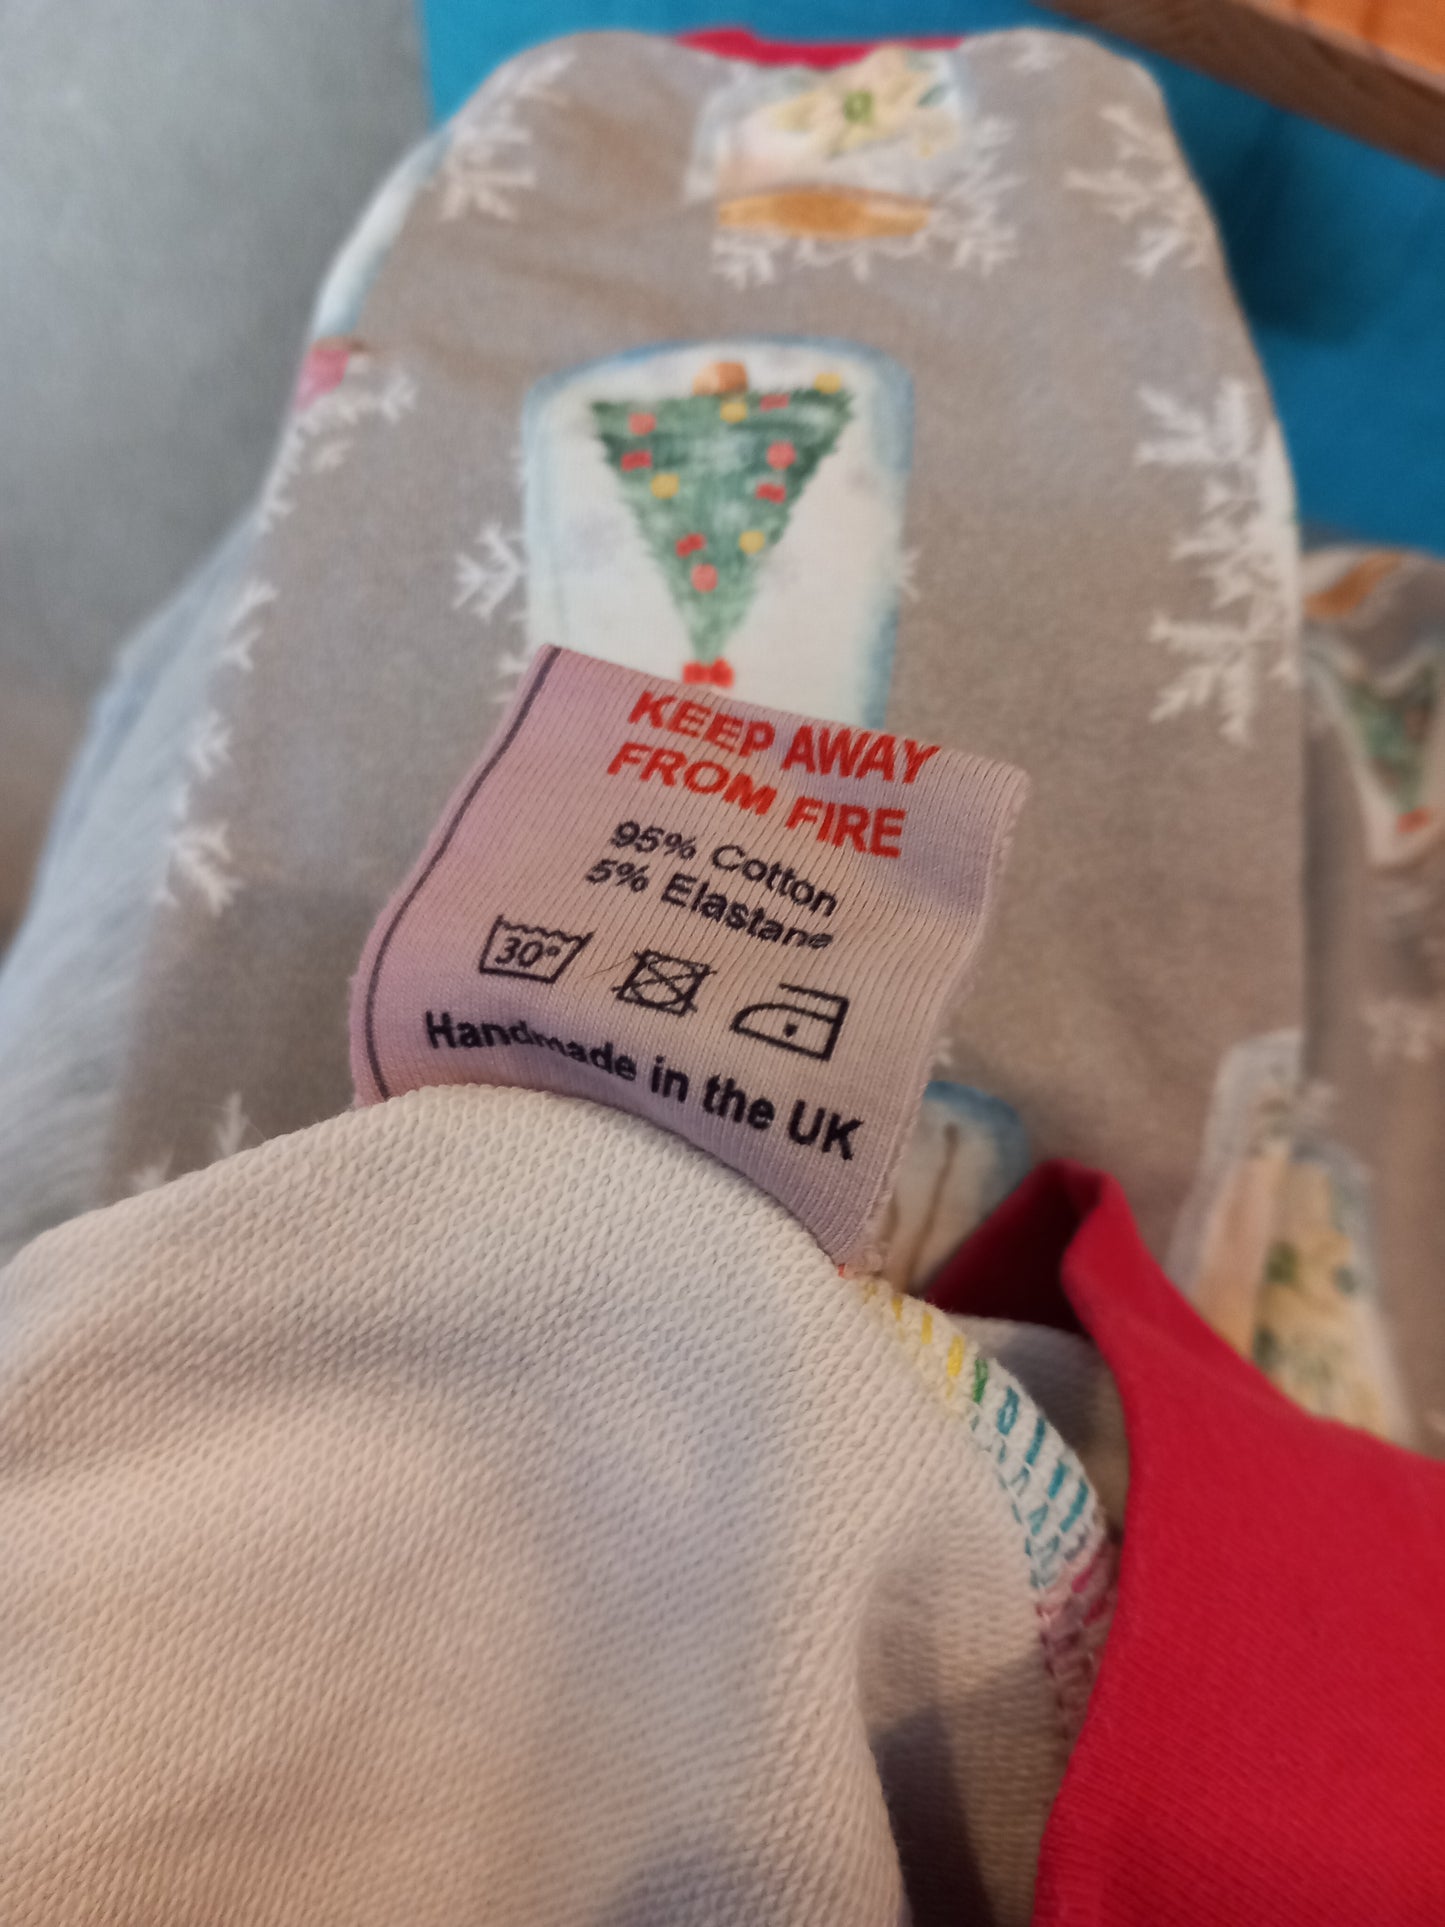 KEEP AWAY
FROM FIRE
95% Cotton
5% Elastane
30°
Handmade in the UK